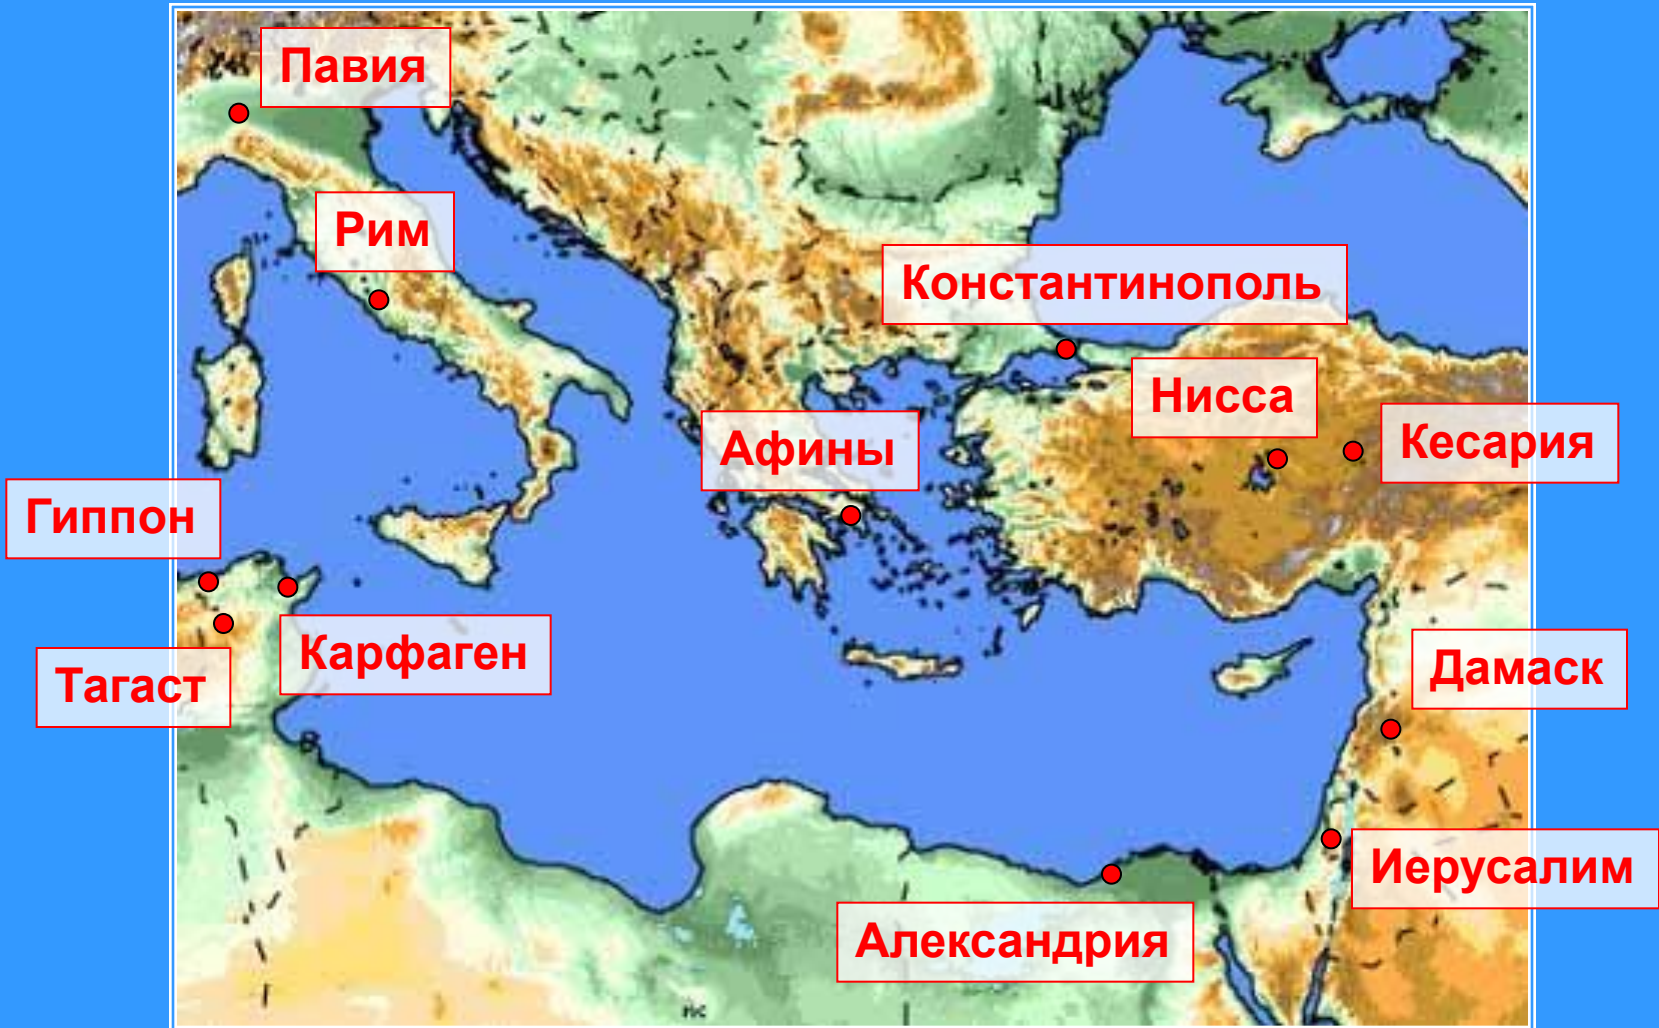 Павия
Рим
Константинополь
Нисса
Афины
Кесария
Гиппон
Карфаген
Тагаст
Дамаск
Иерусалим
Александрия